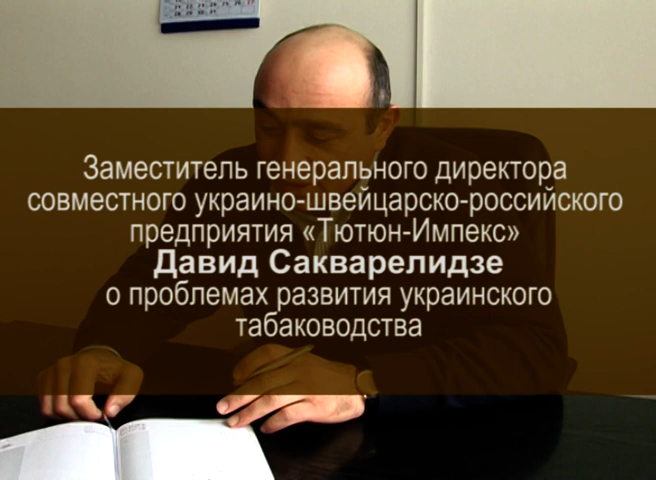 Заместитель генерального директора
совместного украино-швейцарско-российского
предприятия «Тютюн-Импекс»
Давид Сакварелидзе
о проблемах развития украинского
табаководства